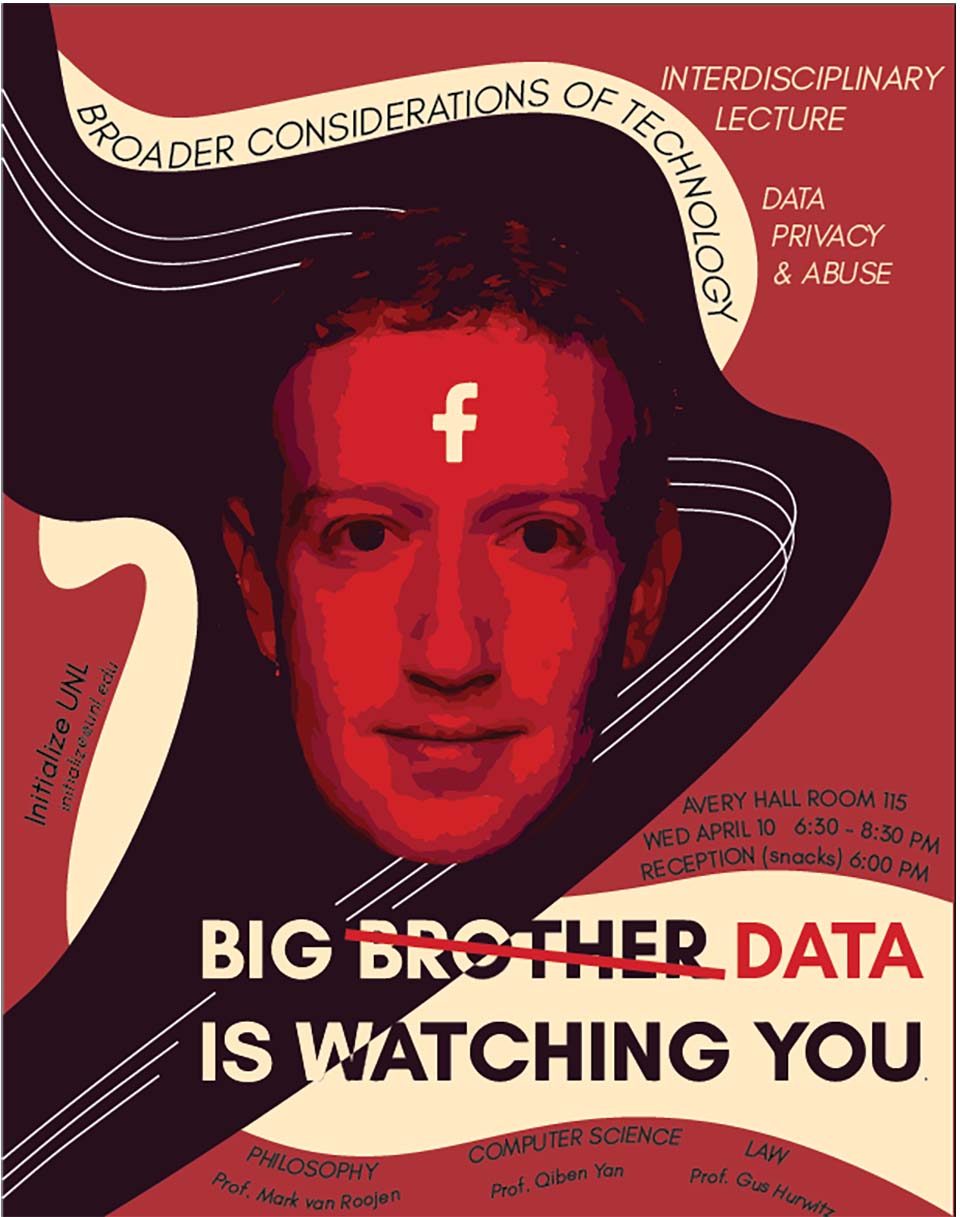 BROADER CONSIDERATIONS OF TECHNOLOGY
INTERDISCIPLINARY
LECTURE
DATA
PRIVACY
& ABUSE
f
Initialize UNL
initialize@unl.edu
AVERY HALL ROOM 115
WED APRIL 10 6:30 - 8:30 PM
RECEPTION (snacks) 6:00 PM
BIG BROTHER DATA
IS WATCHING YOU.
PHILOSOPHY
Prof. Mark van Roojen
COMPUTER SCIENCE
Prof. Qiben Yan
LAW
Prof. Gus Hurwitz